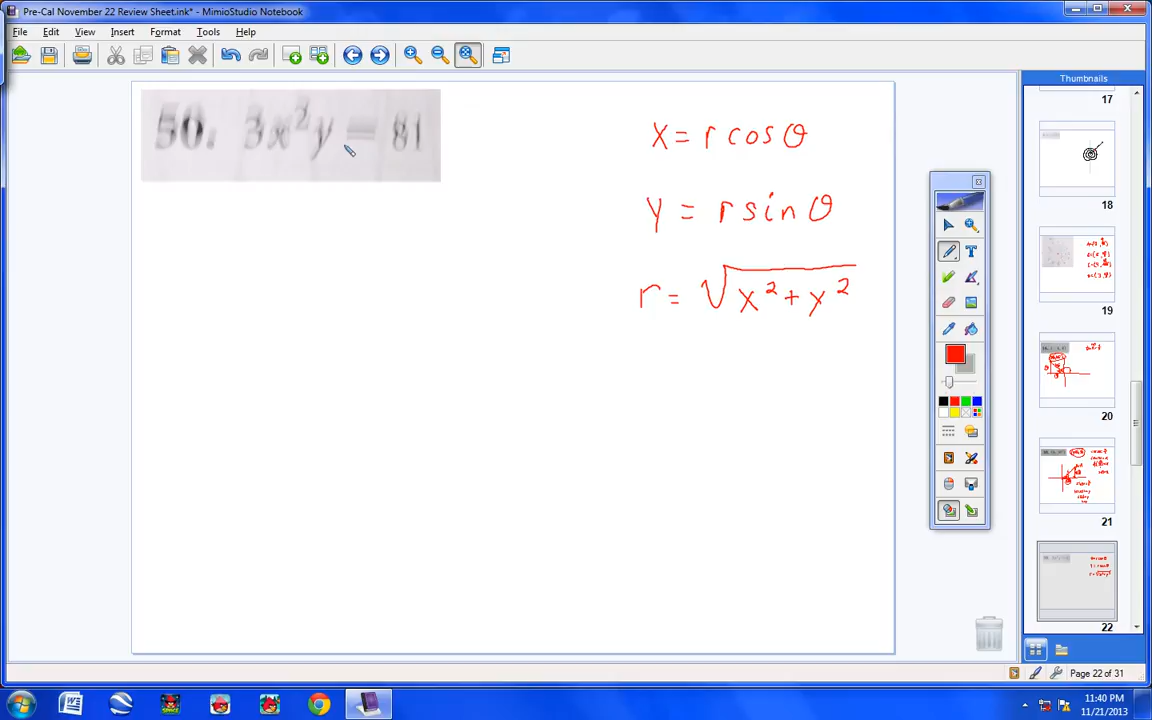 Pre-Cal November 22 Review Sheet.ink* - MimioStudio Notebook
File Edit View Insert Format Tools Help
Thumbnails
50. 3x²y = 81
x = r cos θ
y = r sin θ
r = √x² + y²
17
18
19
20
21
22
Page 22 of 31
11:40 PM
11/21/2013